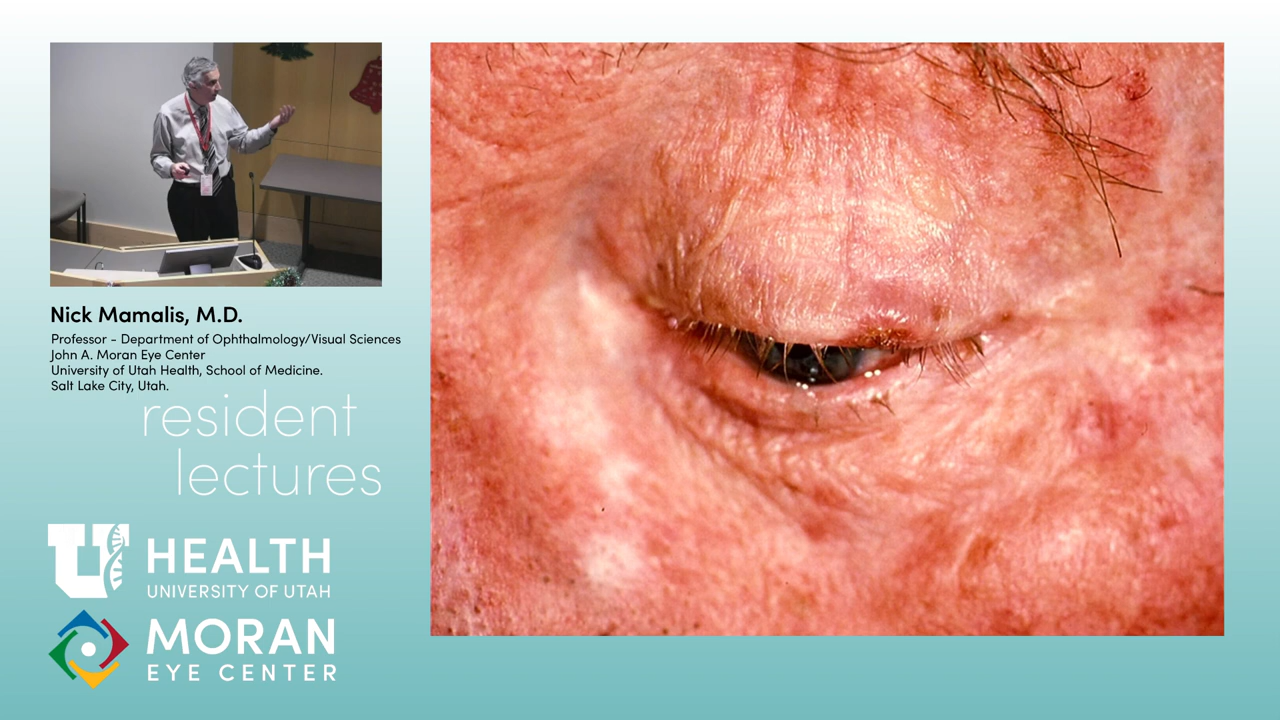 Nick Mamalis, M.D.
Professor - Department of Ophthalmology/Visual Sciences
John A. Moran Eye Center
University of Utah Health, School of Medicine.
Salt Lake City, Utah.
resident
lectures
U HEALTH
UNIVERSITY OF UTAH
MORAN
EYE CENTER